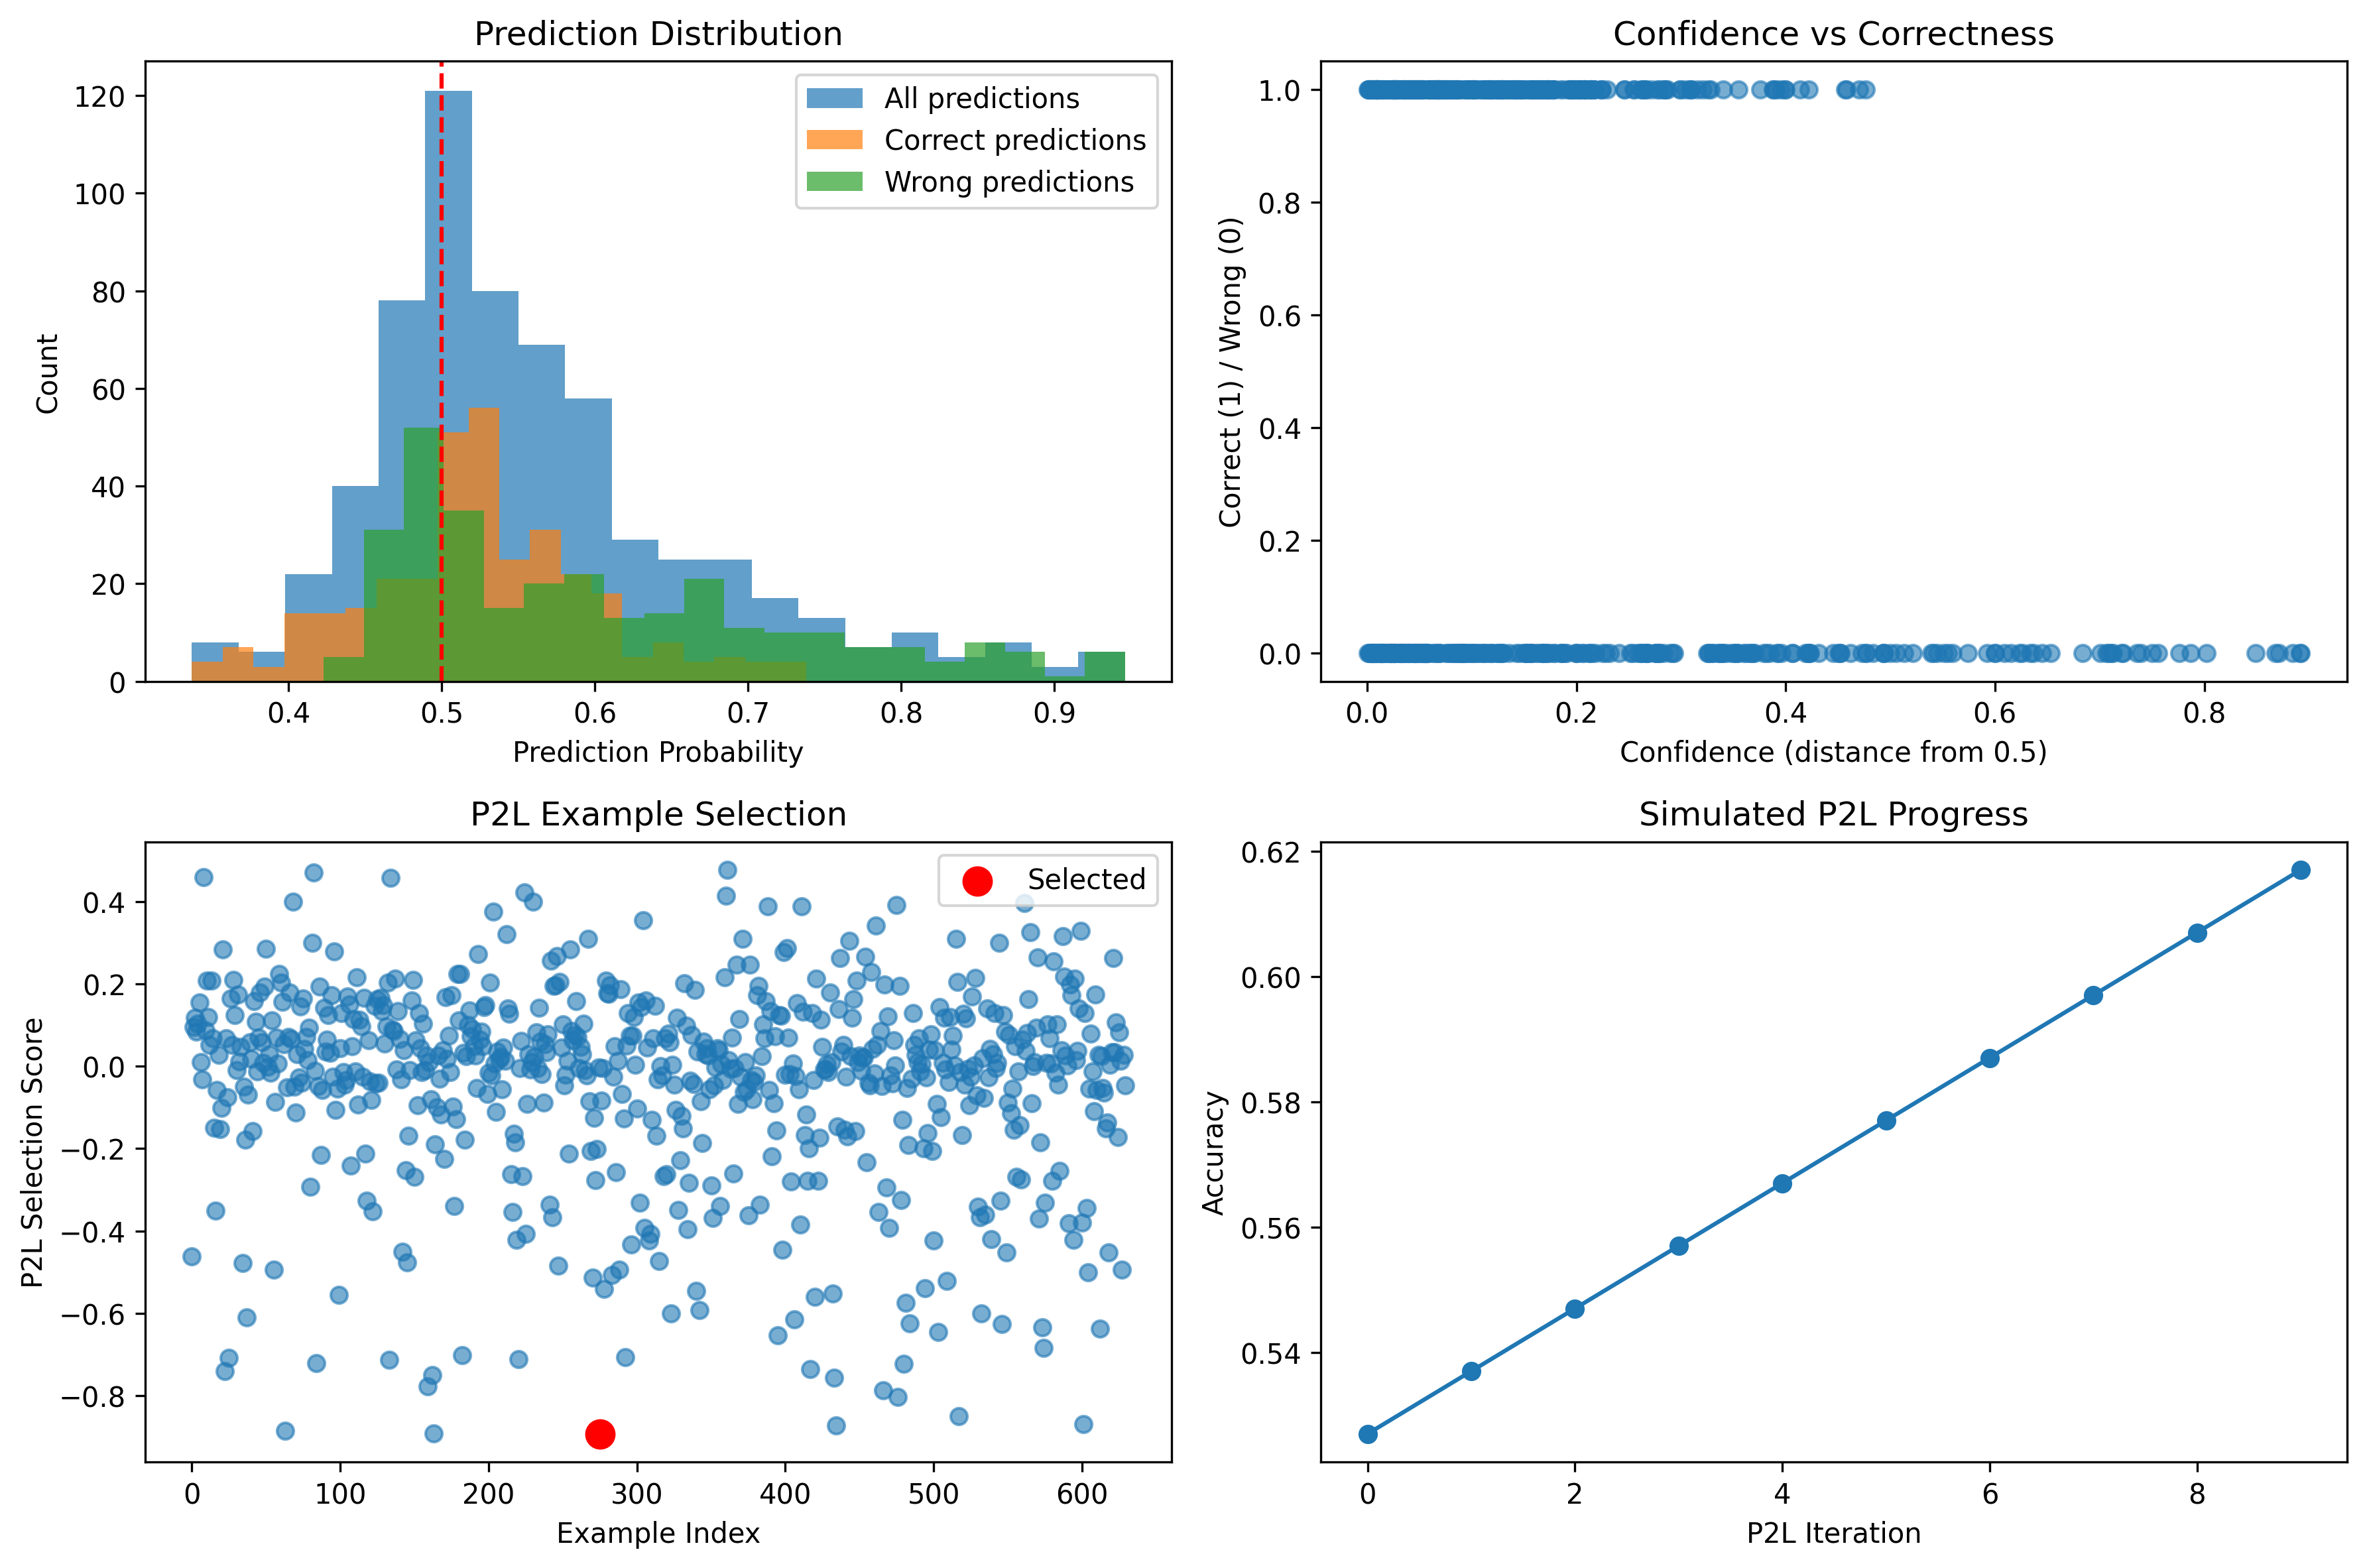 Prediction Distribution
Count
120
100
80
60
40
20
0
0.4 0.5 0.6 0.7 0.8 0.9
Prediction Probability
All predictions
Correct predictions
Wrong predictions
Confidence vs Correctness
Correct (1) / Wrong (0)
1.0
0.8
0.6
0.4
0.2
0.0
0.0 0.2 0.4 0.6 0.8
Confidence (distance from 0.5)
P2L Example Selection
P2L Selection Score
0.4
0.2
0.0
−0.2
−0.4
−0.6
−0.8
0 100 200 300 400 500 600
Example Index
Selected
Simulated P2L Progress
Accuracy
0.62
0.60
0.58
0.56
0.54
0 2 4 6 8
P2L Iteration